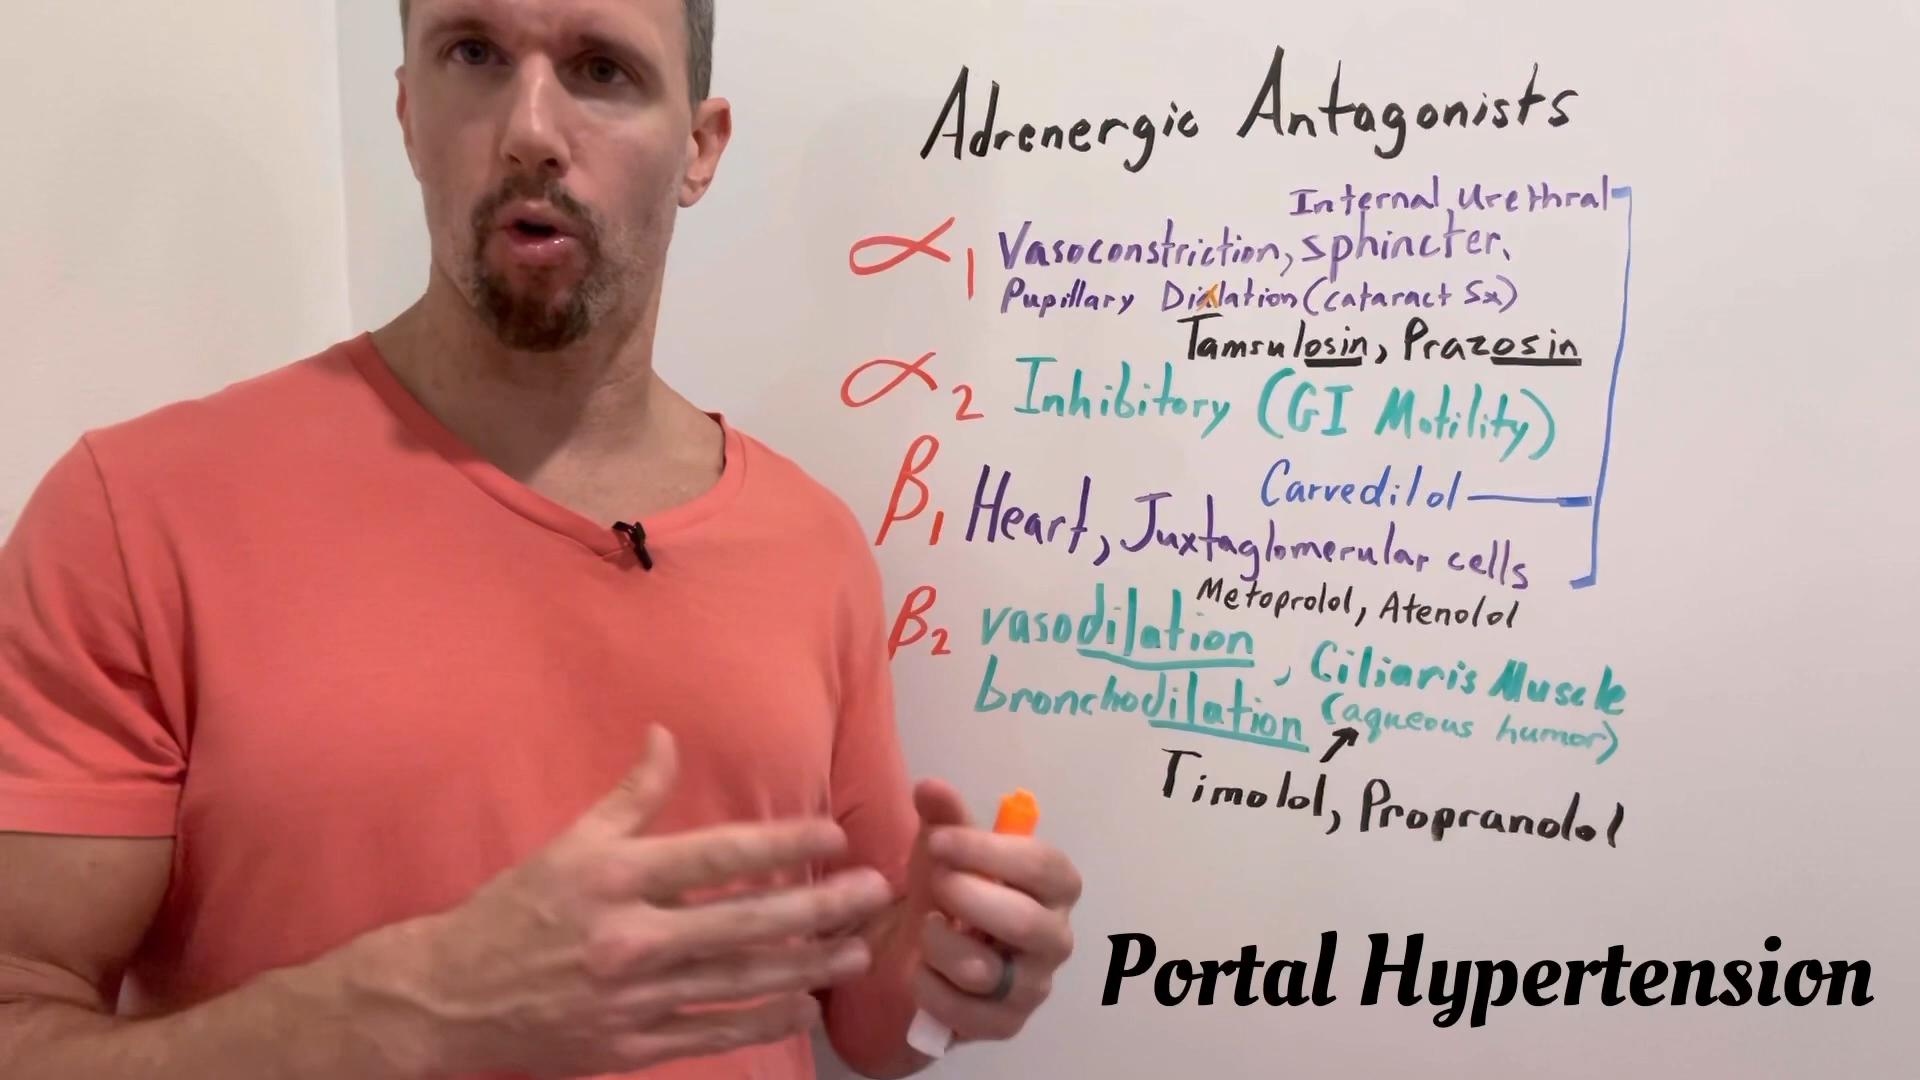 Adrenergic Antagonists
Internal Urethral
α1 Vasoconstriction, sphincter,
Pupillary Dilation (cataract Sx)
Tamsulosin, Prazosin
α2 Inhibitory (GI Motility)
Carvedilol
β1 Heart, Juxtaglomerular cells
Metoprolol, Atenolol
β2 vasodilation, Ciliaris Muscle
bronchodilation (aqueous humor)
Timolol, Propranolol
Portal Hypertension